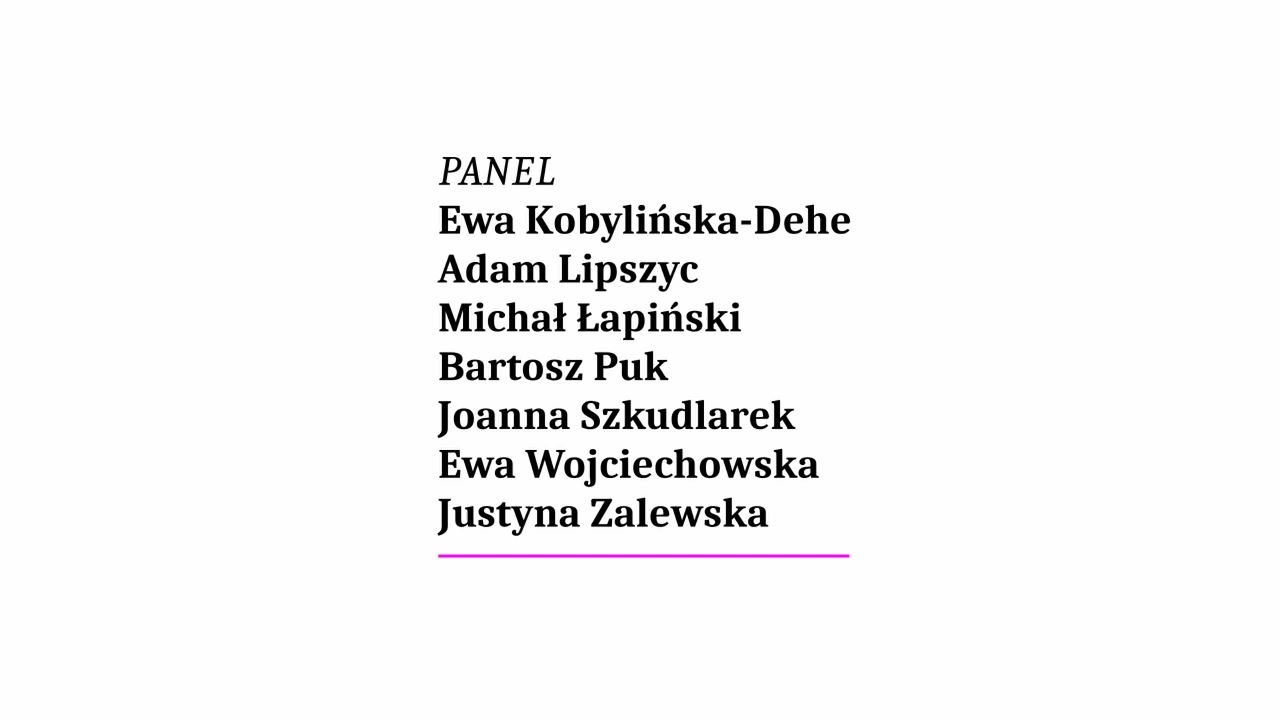 PANEL
Ewa Kobylińska-Dehe
Adam Lipszyc
Michał Łapiński
Bartosz Puk
Joanna Szkudlarek
Ewa Wojciechowska
Justyna Zalewska